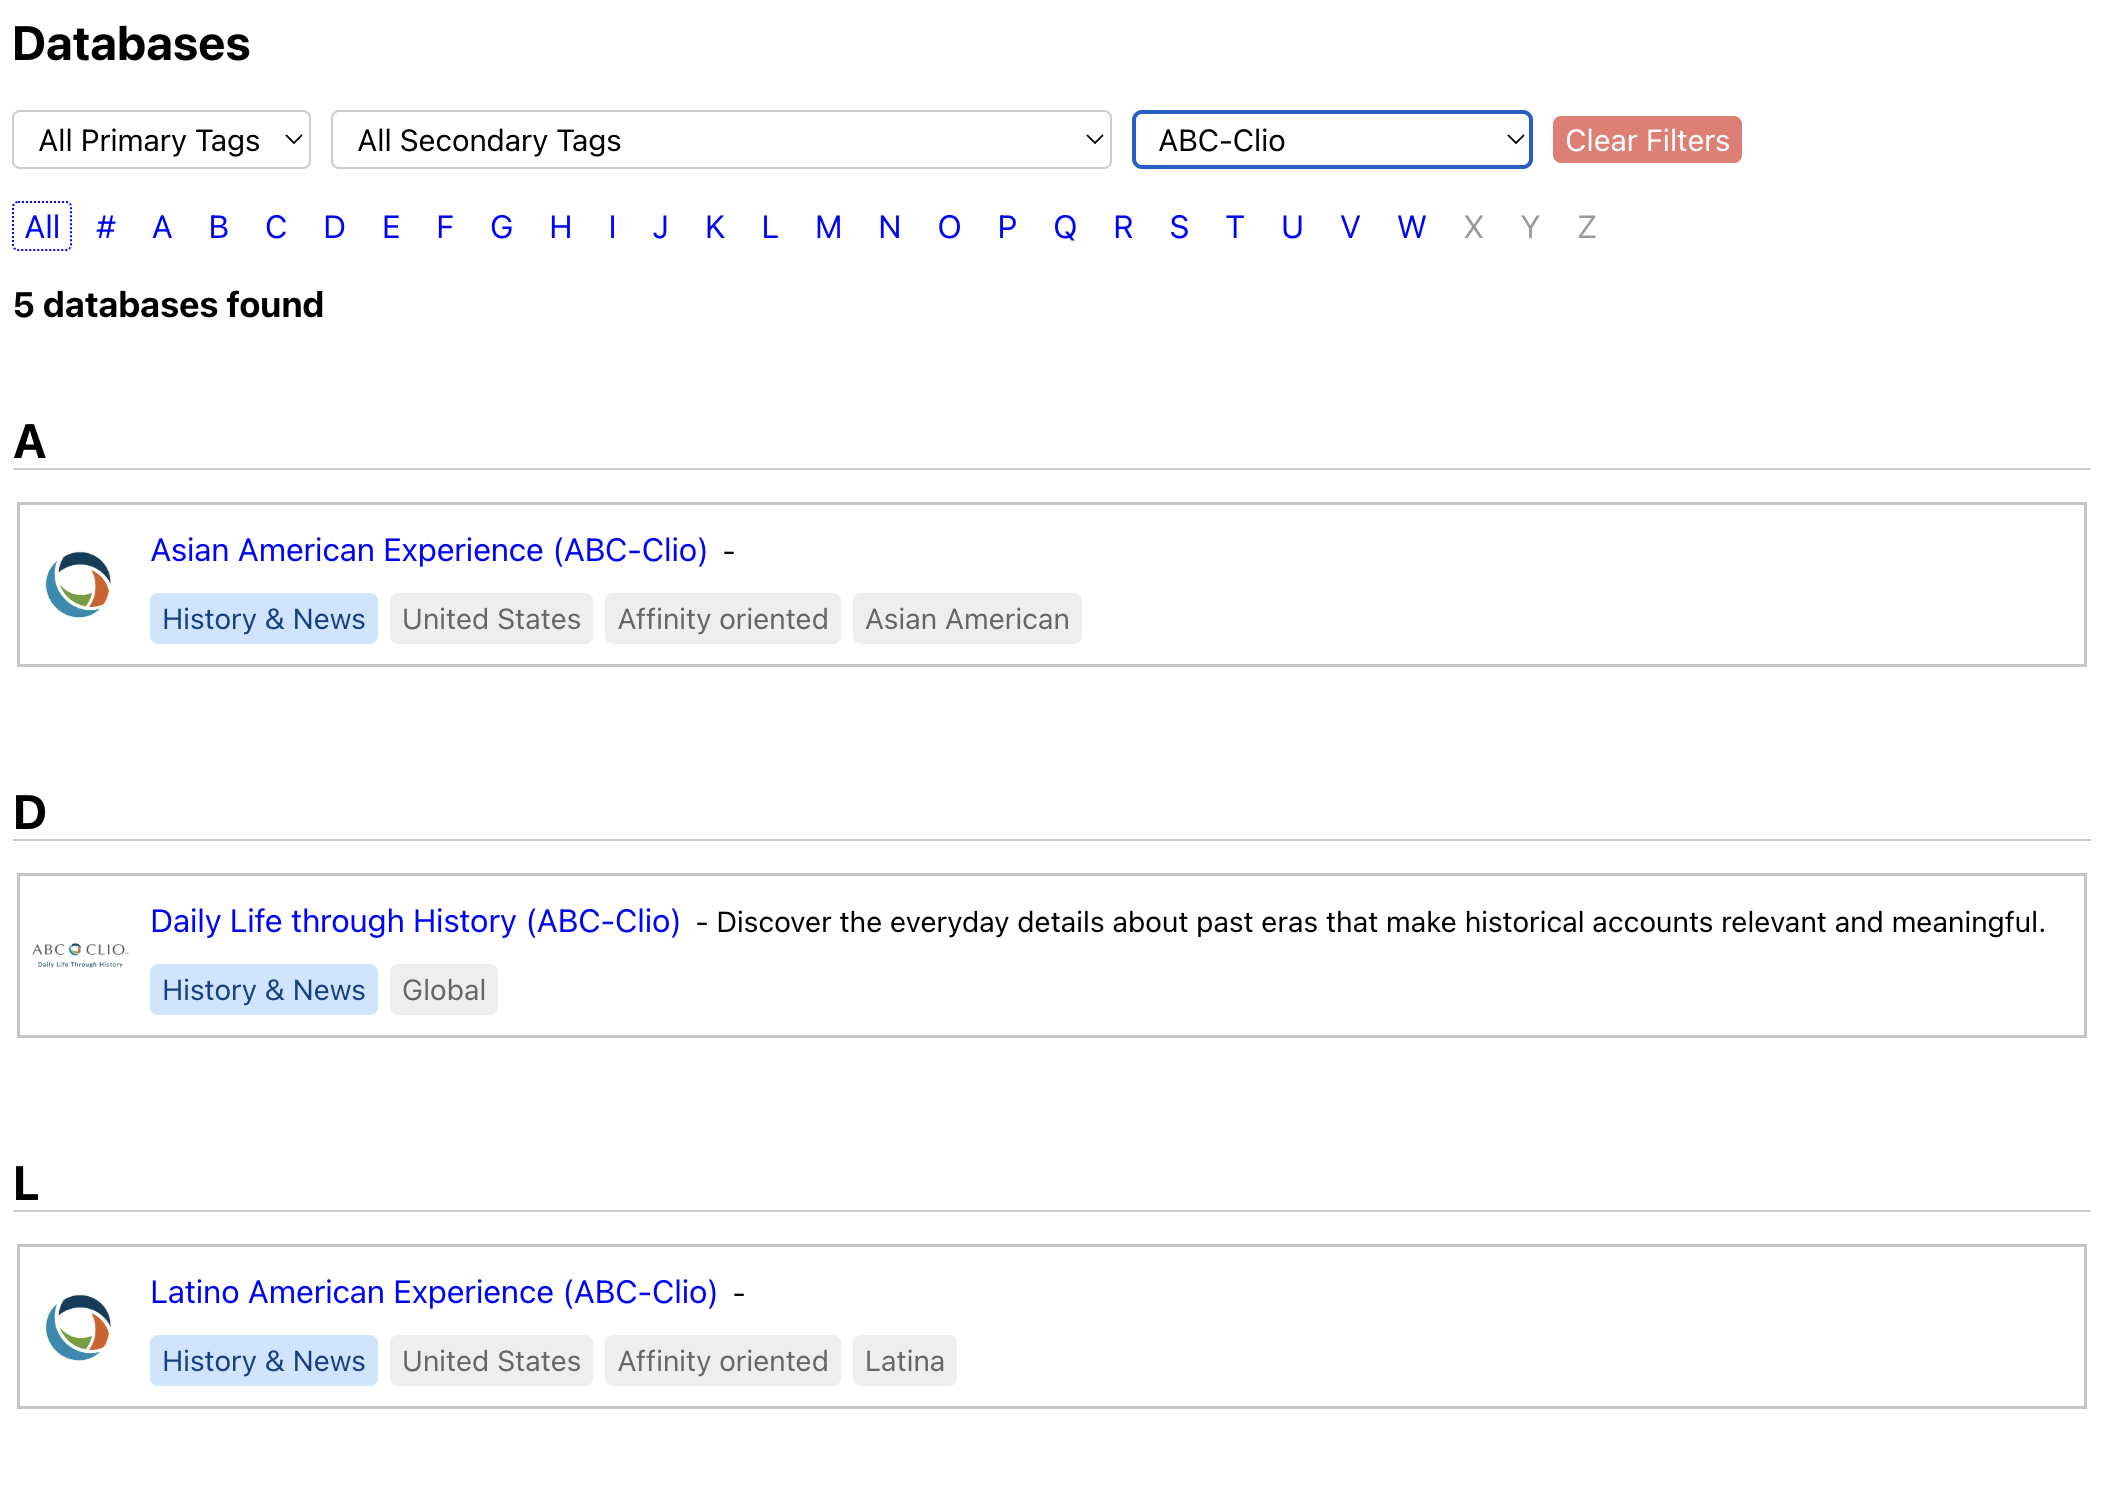 Databases
All Primary Tags All Secondary Tags ABC-Clio Clear Filters
All # A B C D E F G H I J K L M N O P Q R S T U V W X Y Z
5 databases found
A
Asian American Experience (ABC-Clio) -
History & News United States Affinity oriented Asian American
D
Daily Life through History (ABC-Clio) - Discover the everyday details about past eras that make historical accounts relevant and meaningful.
ABC CLIO
Daily Life Through History
History & News Global
L
Latino American Experience (ABC-Clio) -
History & News United States Affinity oriented Latina